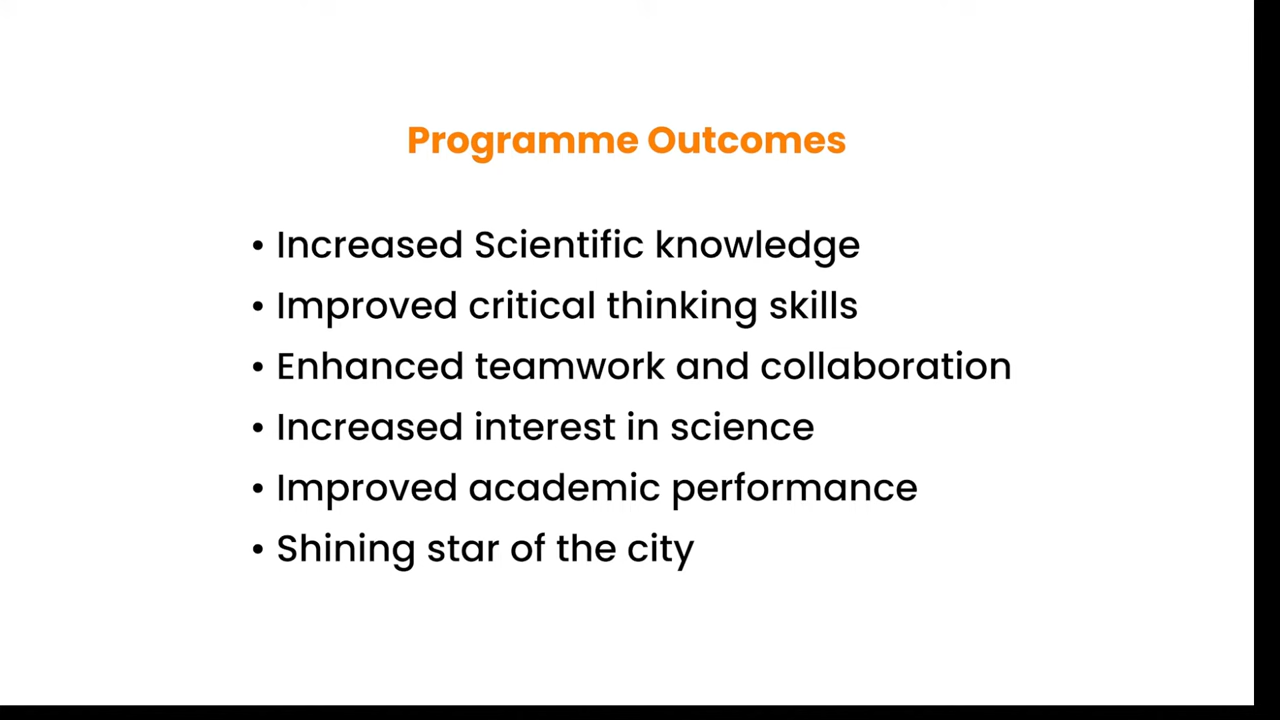 Programme Outcomes
• Increased Scientific knowledge
• Improved critical thinking skills
• Enhanced teamwork and collaboration
• Increased interest in science
• Improved academic performance
• Shining star of the city